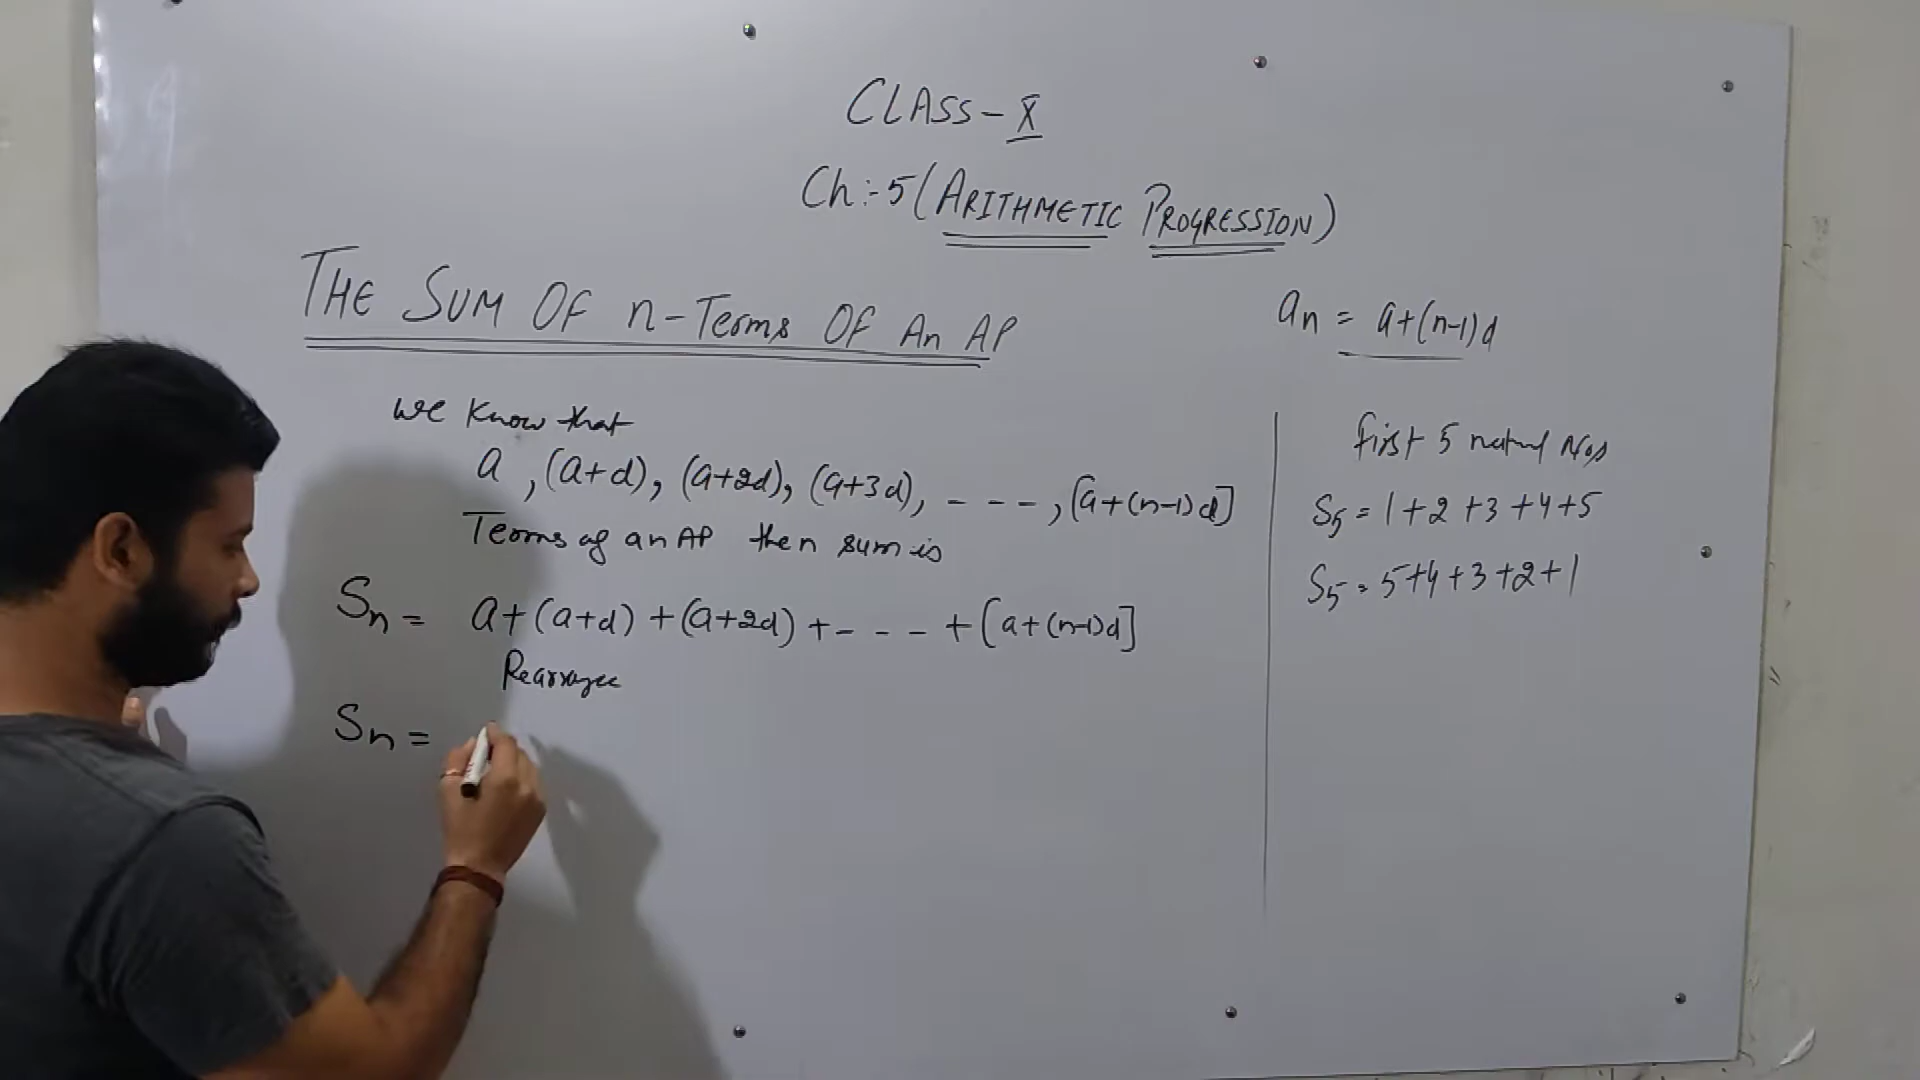 CLASS-X
Ch:-5 (ARITHMETIC PROGRESSION)
THE SUM OF n-Terms OF An AP
an = a+(n-1)d
We Know that
a, (a+d), (a+2d), (a+3d), - - - -, [a+(n-1)d]
Terms of an AP then sum is
Sn = a+(a+d)+(a+2d)+- - - -+[a+(n-1)d]
Rearrange
Sn =
first 5 natural Nos
S5 = 1+2+3+4+5
S5 = 5+4+3+2+1